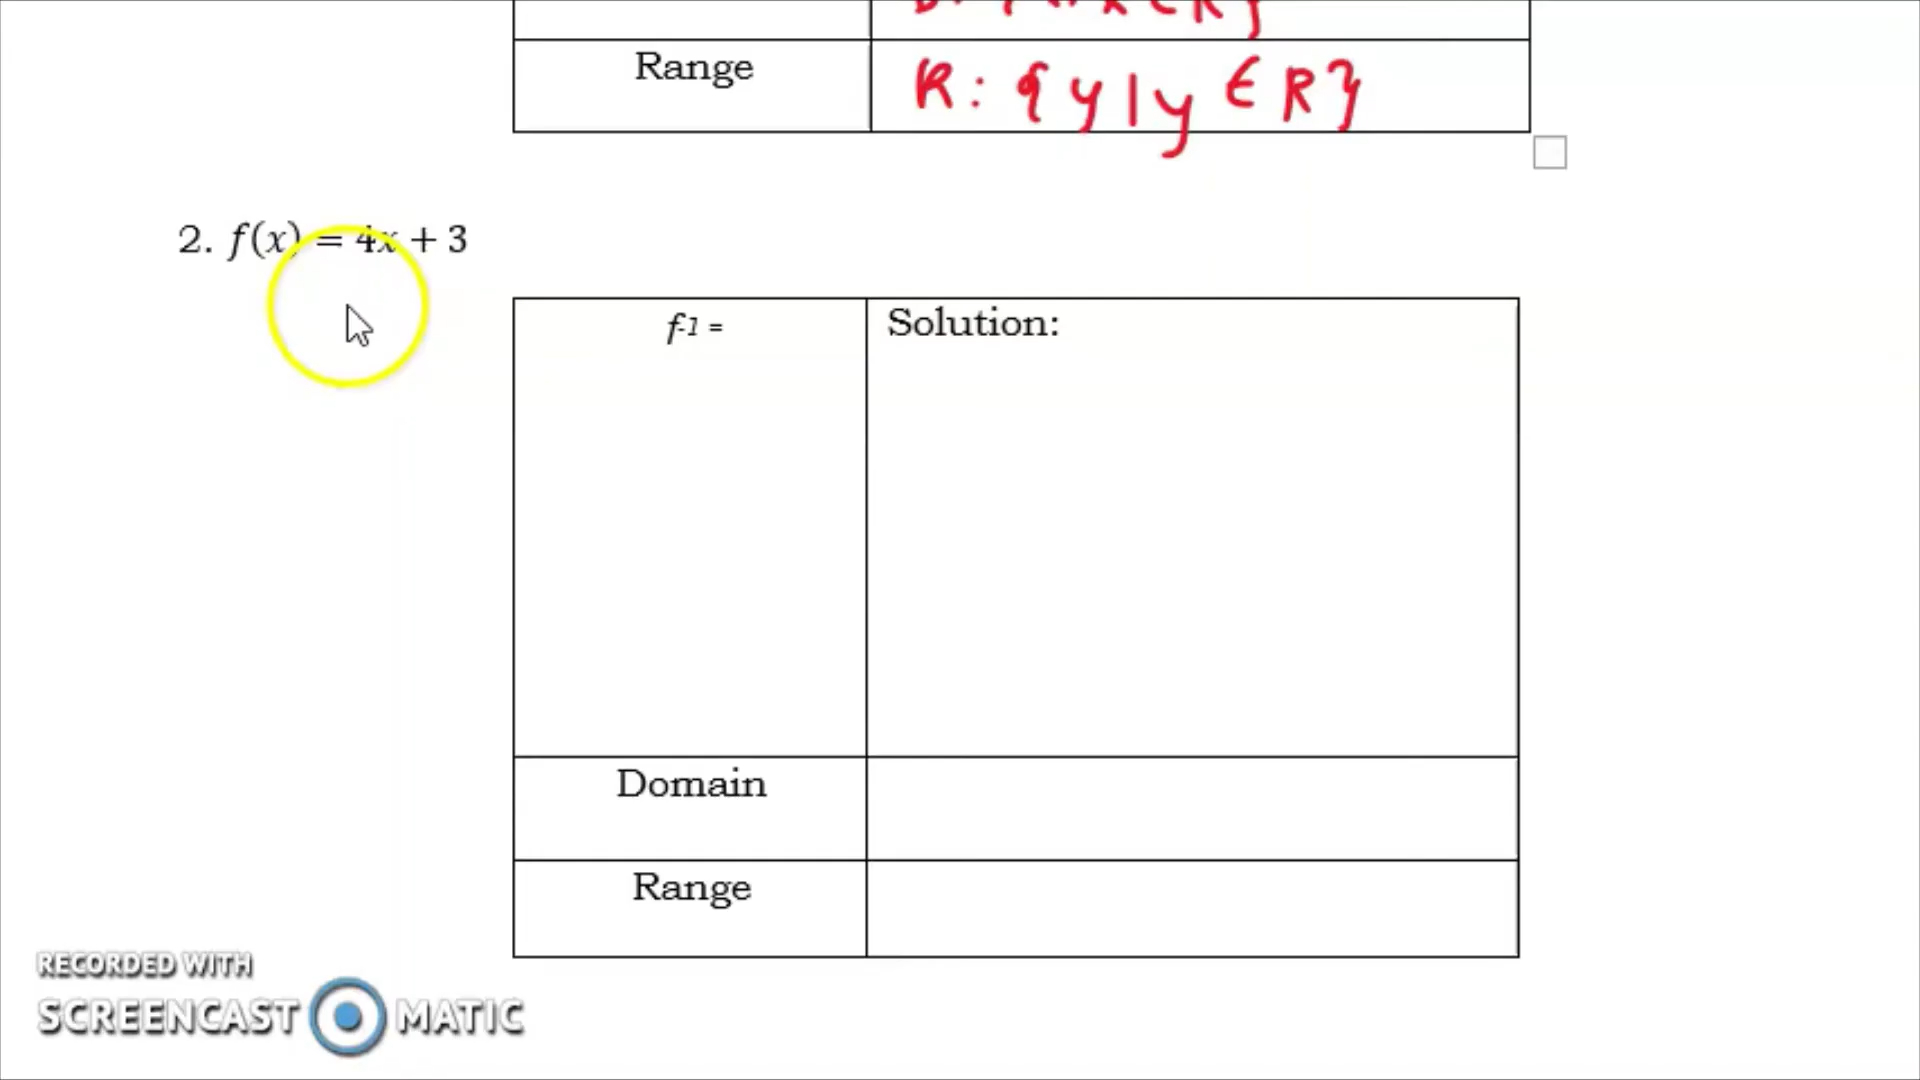 Range
R: {y | y ∈ R}
2. f(x) = 4x + 3
f-1 =
Solution:
Domain
Range
RECORDED WITH
SCREENCAST MATIC